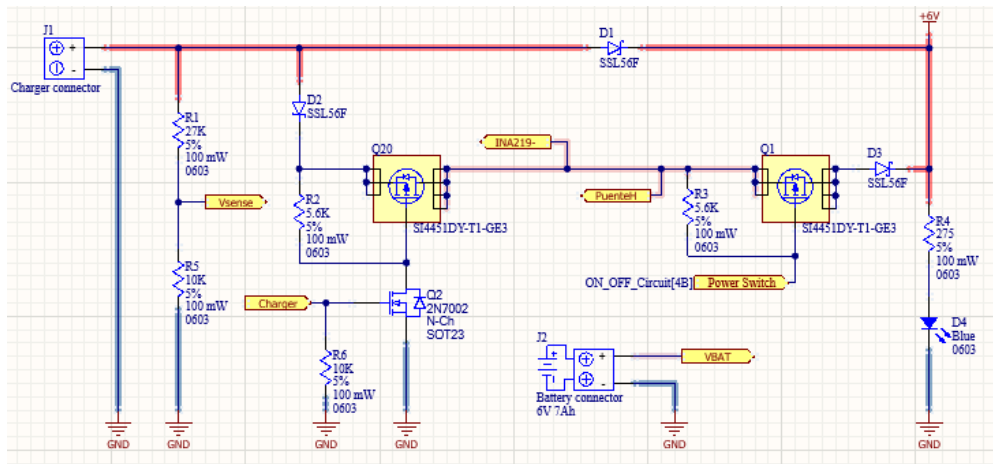 J1
+
-
Charger connector
D1
SSL56F
+6V
R1
27K
5%
100 mW
0603
D2
SSL56F
Q20
SI4451DY-T1-GE3
INA219-
PuenteH
Q1
SI4451DY-T1-GE3
D3
SSL56F
Vsense
R2
5.6K
5%
100 mW
0603
R3
5.6K
5%
100 mW
0603
R4
275
5%
100 mW
0603
R5
10K
5%
100 mW
0603
Charger
Q2
2N7002
N-Ch
SOT23
ON_OFF_Circuit[4B]
Power Switch
D4
Blue
0603
R6
10K
5%
100 mW
0603
J2
+
+
-
VBAT
Battery connector
6V 7Ah
GND
GND
GND
GND
GND
GND